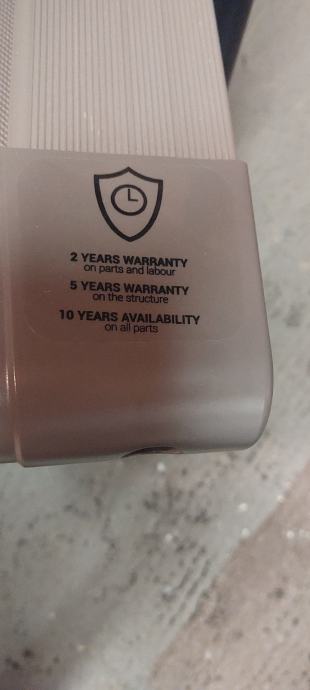 2 YEARS WARRANTY
on parts and labour
5 YEARS WARRANTY
on the structure
10 YEARS AVAILABILITY
on all parts